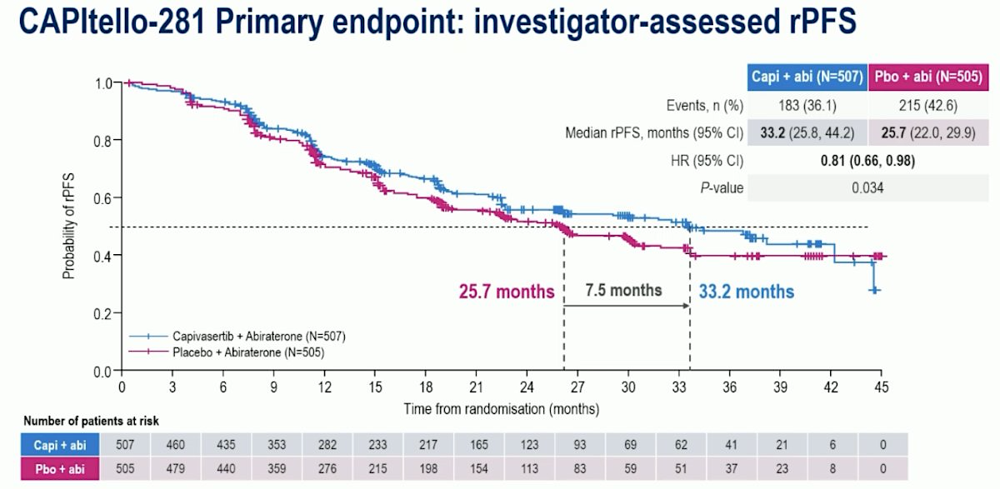 CAPItello-281 Primary endpoint: investigator-assessed rPFS
Capi + abi (N=507) Pbo + abi (N=505)
Events, n (%) 183 (36.1) 215 (42.6)
Median rPFS, months (95% CI) 33.2 (25.8, 44.2) 25.7 (22.0, 29.9)
HR (95% CI) 0.81 (0.66, 0.98)
P-value 0.034
Probability of rPFS
1.0
0.8
0.6
0.4
0.2
0.0
25.7 months 7.5 months 33.2 months
Capivasertib + Abiraterone (N=507)
Placebo + Abiraterone (N=505)
0 3 6 9 12 15 18 21 24 27 30 33 36 39 42 45
Time from randomisation (months)
Number of patients at risk
Capi + abi 507 460 435 353 282 233 217 165 123 93 69 62 41 21 6 0
Pbo + abi 505 479 440 359 276 215 198 154 113 83 59 51 37 23 8 0